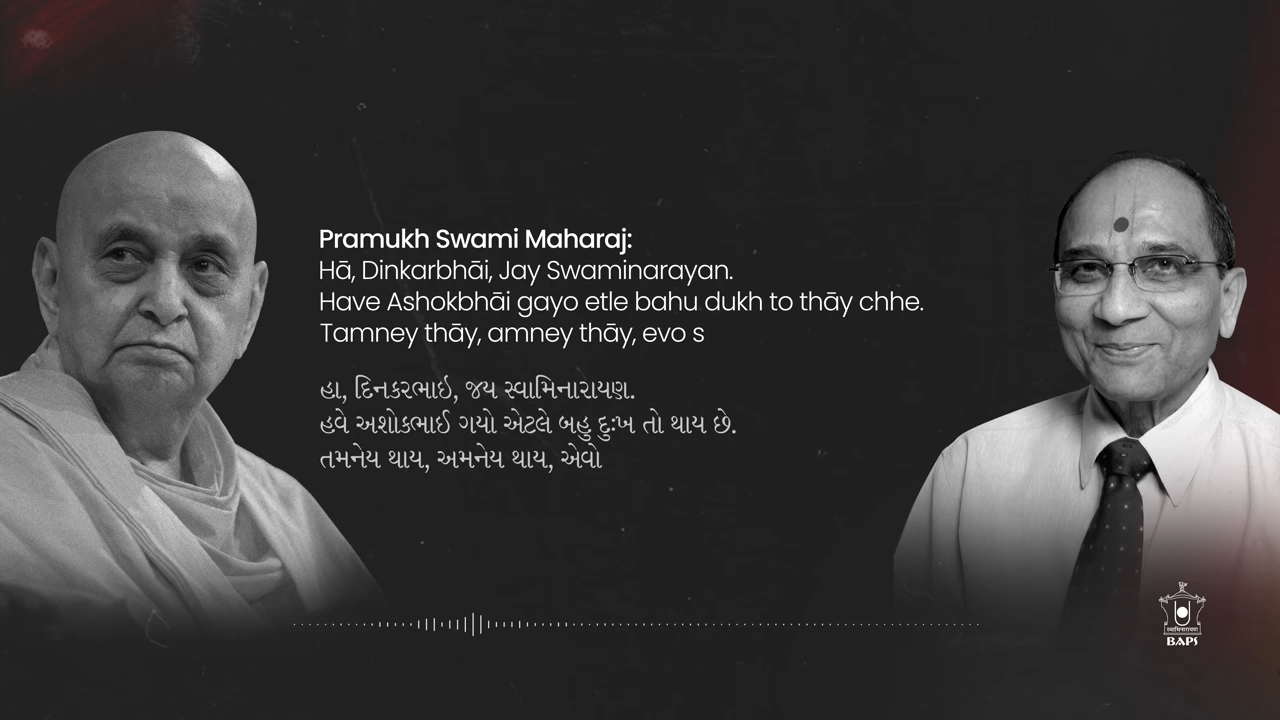 Pramukh Swami Maharaj:
Hā, Dinkarbhāi, Jay Swaminarayan.
Have Ashokbhāi gayo etle bahu dukh to thāy chhe.
Tamney thāy, amney thāy, evo s
હા, દિનકરભાઇ, જય સ્વામિનારાયણ.
હવે અશોકભાઈ ગયો એટલે બહુ દુઃખ તો થાય છે.
તમનેય થાય, અમનેય થાય, એવો
स्वामिनारायण
BAPS